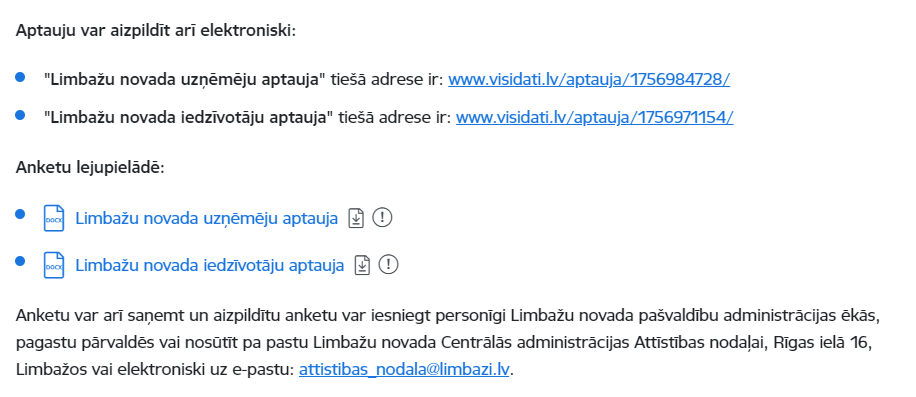 Aptauju var aizpildīt arī elektroniski:
"Limbažu novada uzņēmēju aptauja" tiešā adrese ir: www.visidati.lv/aptauja/1756984728/
"Limbažu novada iedzīvotāju aptauja" tiešā adrese ir: www.visidati.lv/aptauja/1756971154/
Anketu lejupielādē:
DOCX Limbažu novada uzņēmēju aptauja
DOCX Limbažu novada iedzīvotāju aptauja
Anketu var arī saņemt un aizpildītu anketu var iesniegt personīgi Limbažu novada pašvaldību administrācijas ēkās,
pagastu pārvaldēs vai nosūtīt pa pastu Limbažu novada Centrālās administrācijas Attīstības nodaļai, Rīgas ielā 16,
Limbažos vai elektroniski uz e-pastu: attistibas_nodala@limbazi.lv.